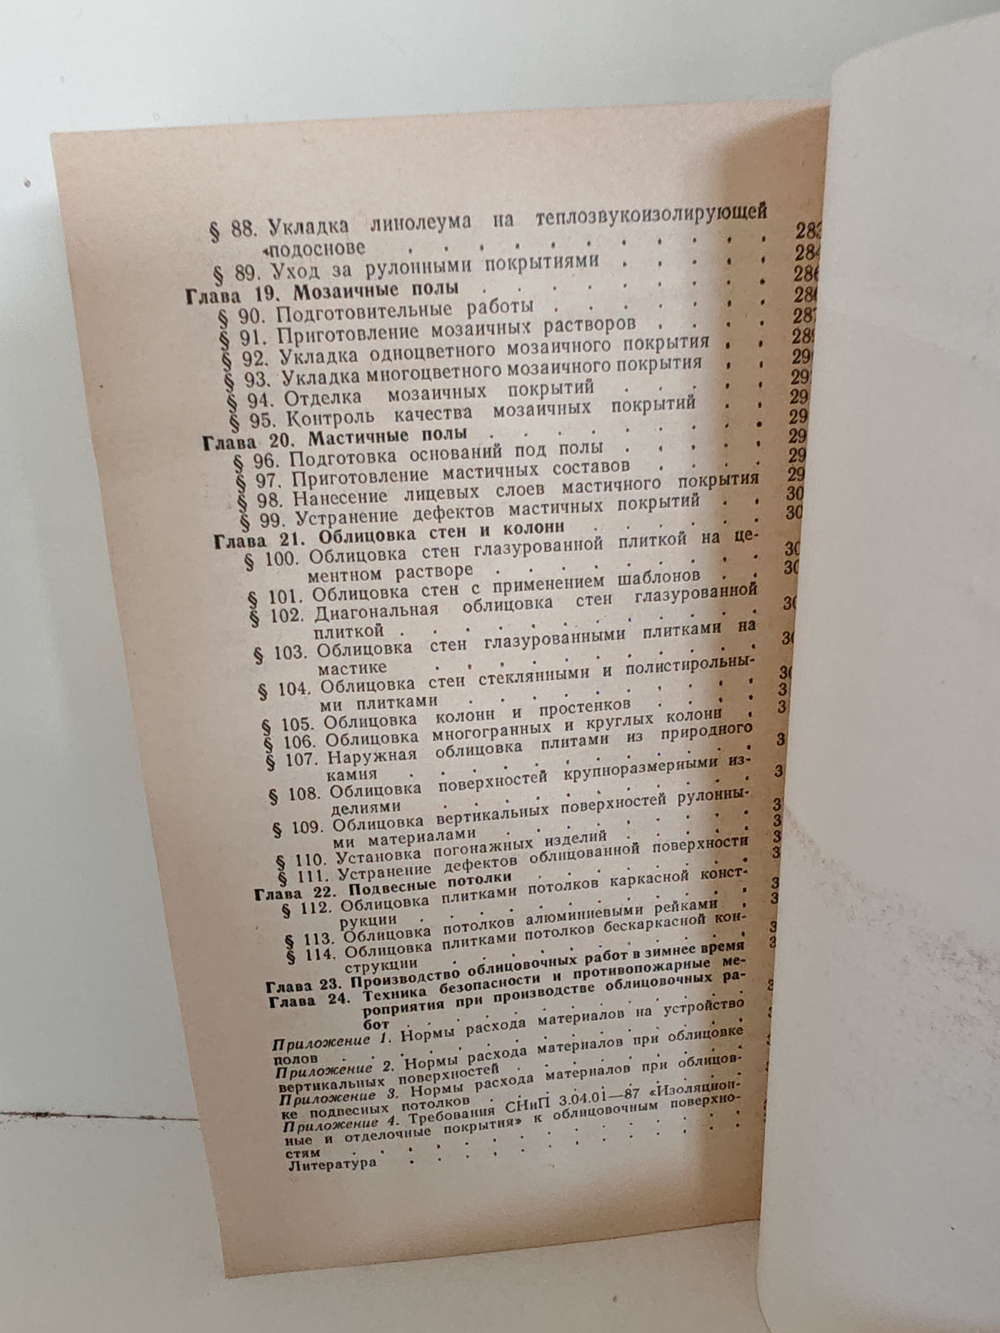 § 88. Укладка линолеума на теплозвукоизолирующей
подоснове . . . . . . . . . . .
§ 89. Уход за рулонными покрытиями . . . . .
Глава 19. Мозаичные полы . . . . . . . . .
§ 90. Подготовительные работы . . . . . . .
§ 91. Приготовление мозаичных растворов . . . .
§ 92. Укладка одноцветного мозаичного покрытия . .
§ 93. Укладка многоцветного мозаичного покрытия . .
§ 94. Отделка мозаичных покрытий . . . . .
§ 95. Контроль качества мозаичных покрытий . .
Глава 20. Мастичные полы . . . . . . . . .
§ 96. Подготовка оснований под полы . . . . .
§ 97. Приготовление мастичных составов . . . .
§ 98. Нанесение лицевых слоев мастичного покрытия
§ 99. Устранение дефектов мастичных покрытий . .
Глава 21. Облицовка стен и колонн . . . . . .
§ 100. Облицовка стен глазурованной плиткой на це-
ментном растворе . . . . . . . . .
§ 101. Облицовка стен с применением шаблонов . .
§ 102. Диагональная облицовка стен глазурованной
плиткой . . . . . . . . . . .
§ 103. Облицовка стен глазурованными плитками на
мастике . . . . . . . . . . .
§ 104. Облицовка стен стеклянными и полистирольны-
ми плитками . . . . . . . . . .
§ 105. Облицовка колонн и простенков . . . .
§ 106. Облицовка многогранных и круглых колонн .
§ 107. Наружная облицовка плитами из природного
камня . . . . . . . . . . .
§ 108. Облицовка поверхностей крупноразмерными из-
делиями . . . . . . . . . . .
§ 109. Облицовка вертикальных поверхностей рулонны-
ми материалами . . . . . . . . .
§ 110. Установка погонажных изделий . . . . .
§ 111. Устранение дефектов облицованной поверхности
Глава 22. Подвесные потолки . . . . . . . .
§ 112. Облицовка плитками потолков каркасной конст-
рукции . . . . . . . . . . .
§ 113. Облицовка потолков алюминиевыми рейками .
§ 114. Облицовка плитками потолков бескаркасной кон-
струкции . . . . . . . . . . .
Глава 23. Производство облицовочных работ в зимнее время
Глава 24. Техника безопасности и противопожарные ме-
роприятия при производстве облицовочных ра-
бот . . . . . . . . . . . .
Приложение 1. Нормы расхода материалов на устройство
полов . . . . . . . . . . . . .
Приложение 2. Нормы расхода материалов при облицовке
вертикальных поверхностей . . . . . . . .
Приложение 3. Нормы расхода материалов при облицов-
ке подвесных потолков . . . . . . . . .
Приложение 4. Требования СНиП 3.04.01—87 «Изоляцион-
ные и отделочные покрытия» к облицовочным поверхно-
стям . . . . . . . . . . . . .
Литература . . . . . . . . . . .